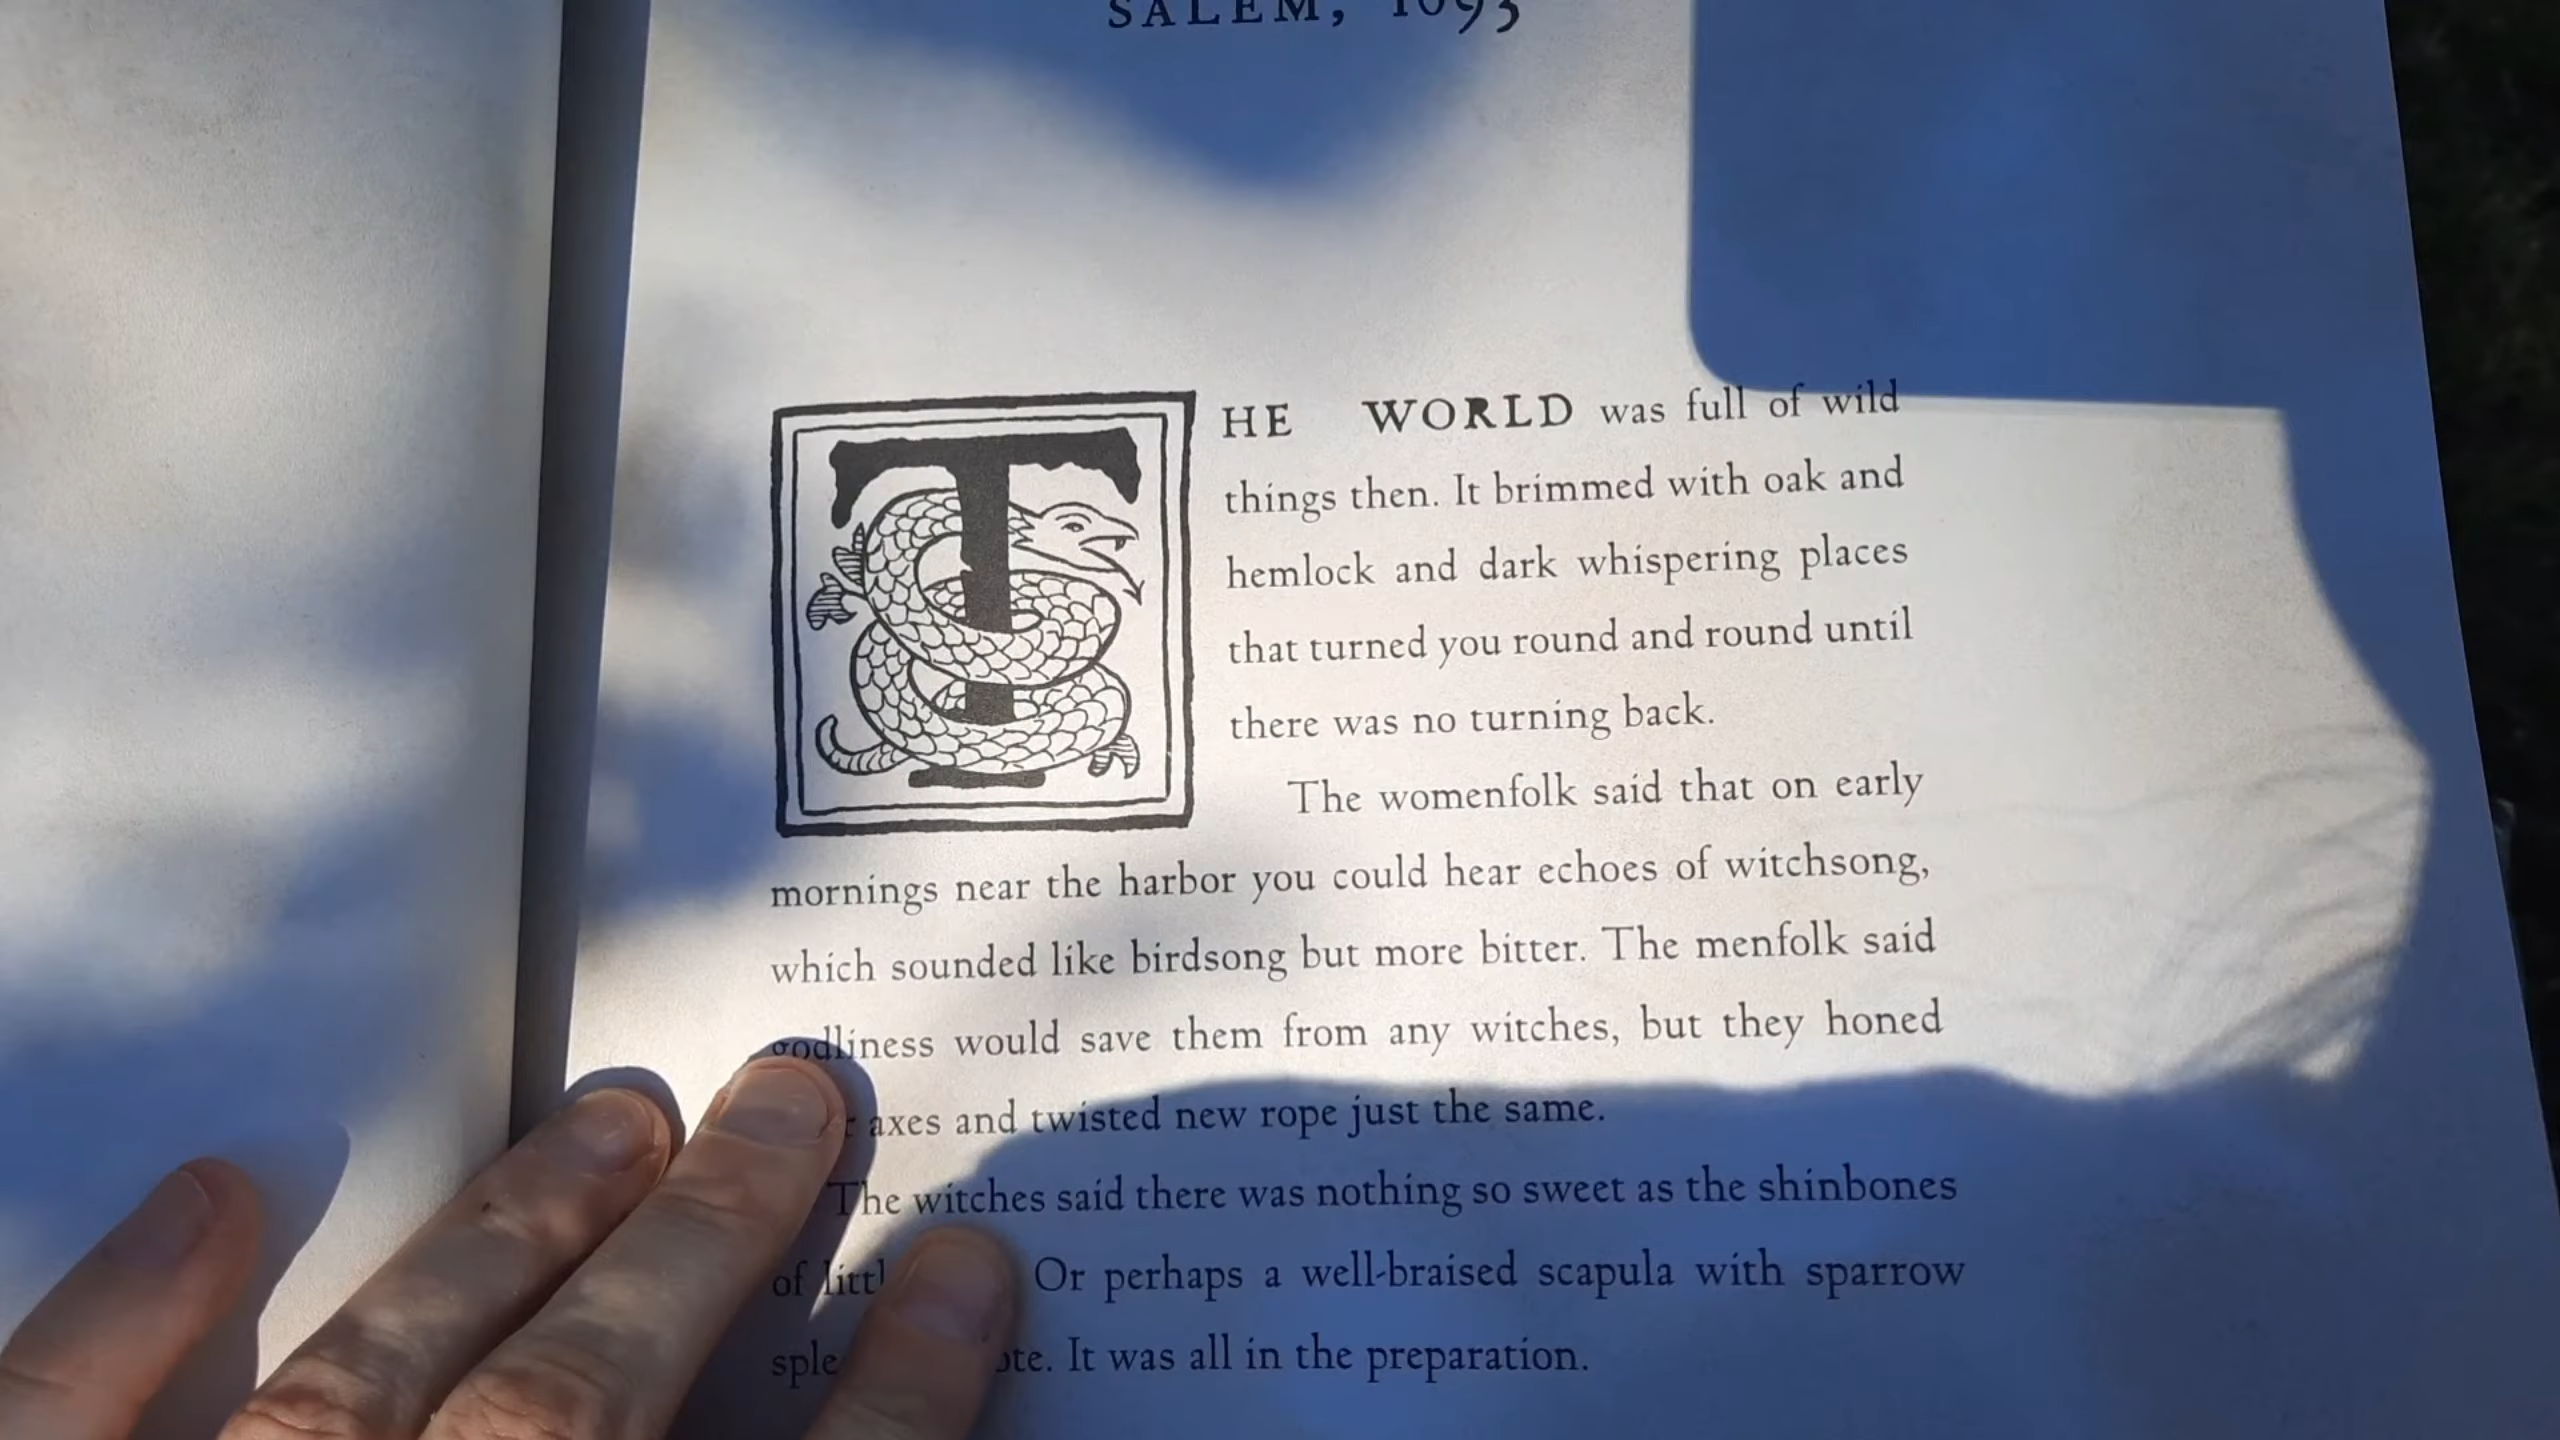 SALEM, 1693
THE WORLD was full of wild
things then. It brimmed with oak and
hemlock and dark whispering places
that turned you round and round until
there was no turning back.
The womenfolk said that on early
mornings near the harbor you could hear echoes of witchsong,
which sounded like birdsong but more bitter. The menfolk said
godliness would save them from any witches, but they honed
axes and twisted new rope just the same.
The witches said there was nothing so sweet as the shinbones
of Or perhaps a well-braised scapula with sparrow
It was all in the preparation.